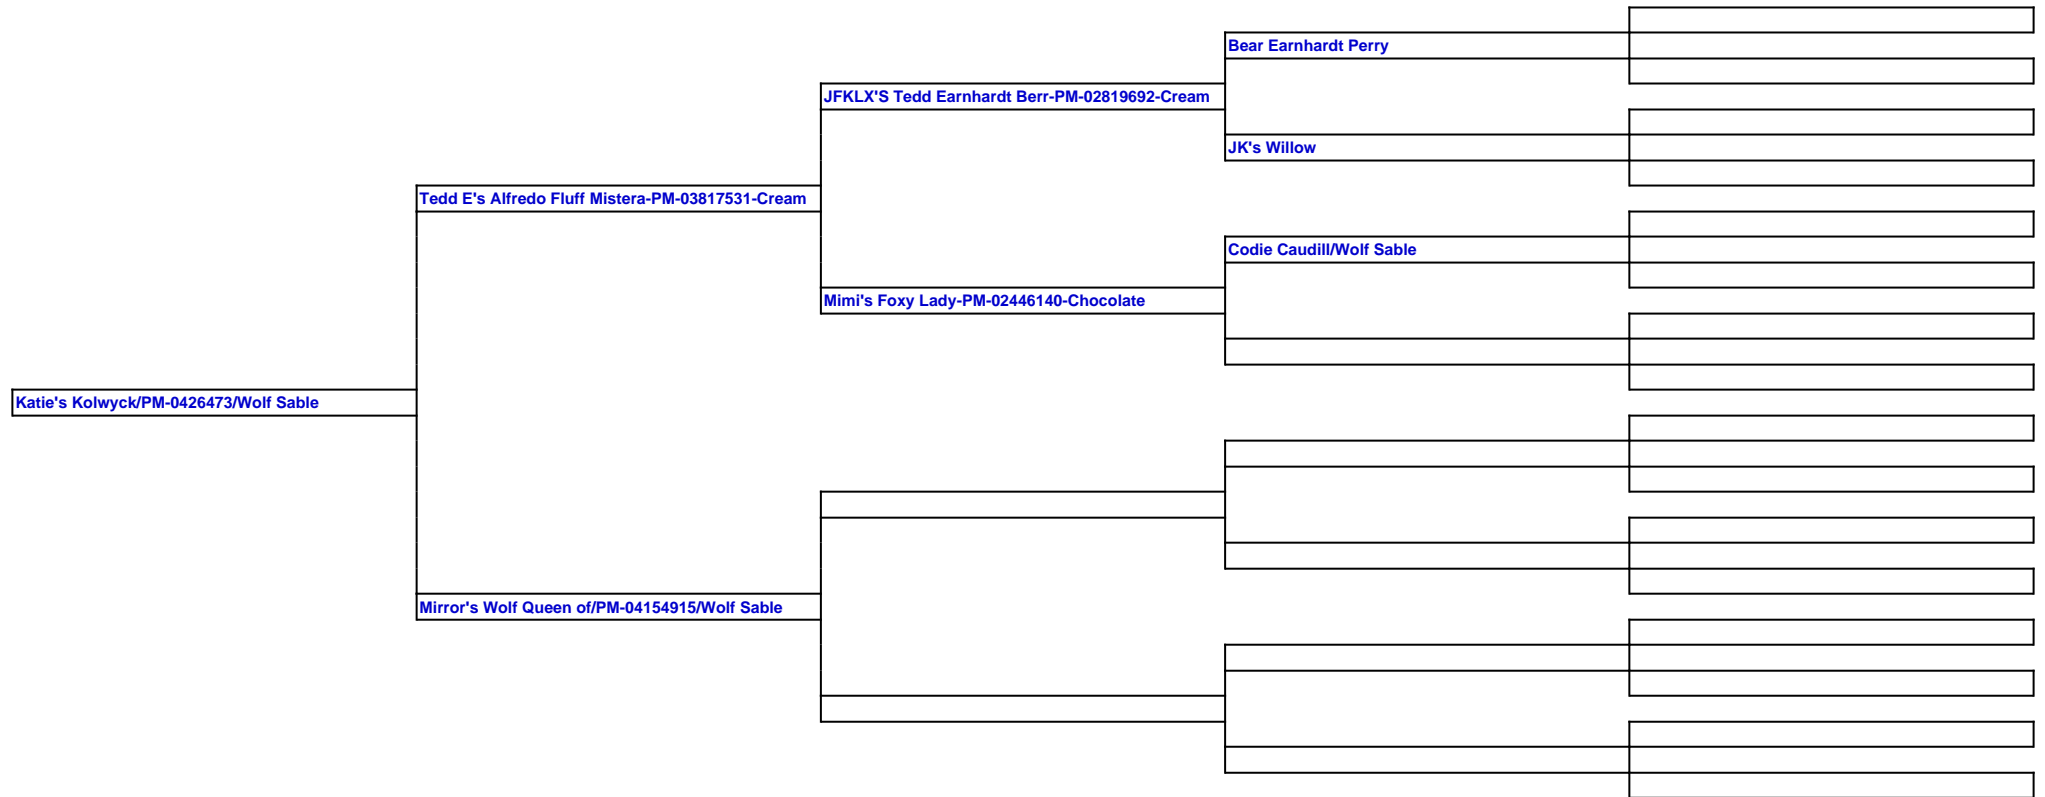 Bear Earnhardt Perry
JFKLX'S Tedd Earnhardt Berr-PM-02819692-Cream
JK's Willow
Tedd E's Alfredo Fluff Mistera-PM-03817531-Cream
Codie Caudill/Wolf Sable
Mimi's Foxy Lady-PM-02446140-Chocolate
Katie's Kolwyck/PM-0426473/Wolf Sable
Mirror's Wolf Queen of/PM-04154915/Wolf Sable